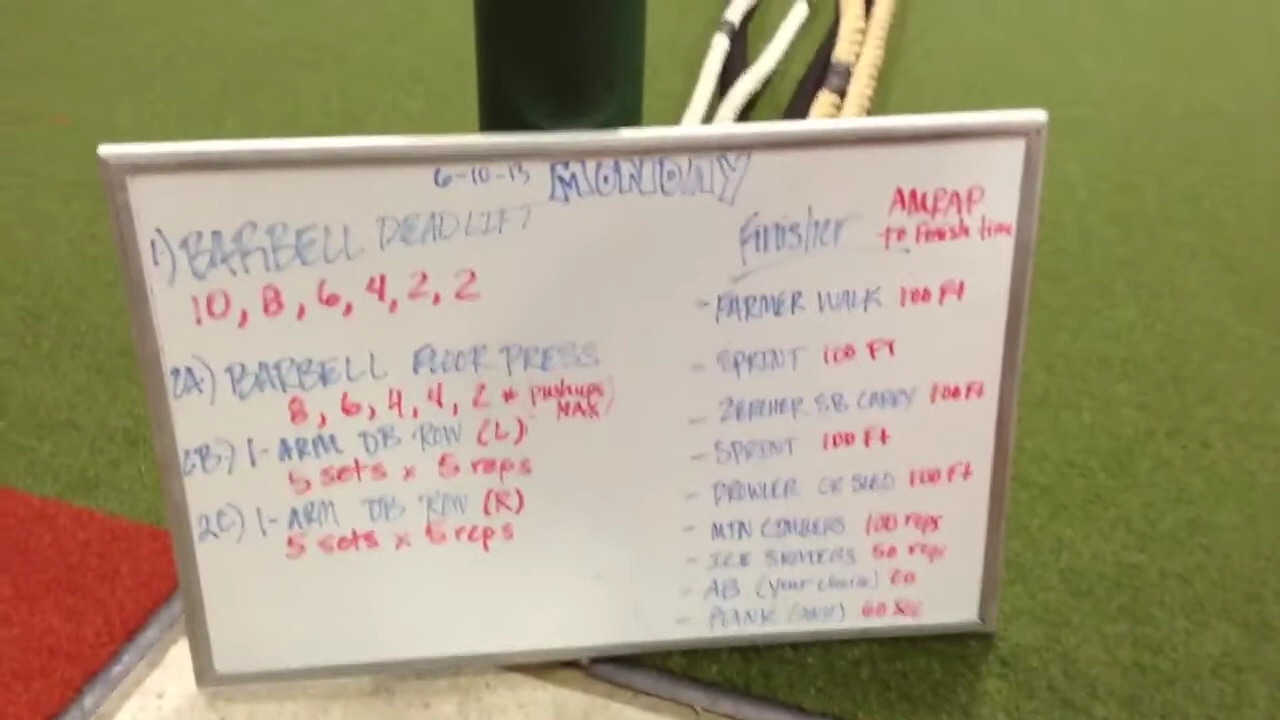 6-10-13 MONDAY
1) BARBELL DEADLIFT
10, 8, 6, 4, 2, 2
2A.) BARBELL FLOOR PRESS
8, 6, 4, 4, 2 * pushups
MAX
2B.) 1-ARM DB ROW (L)
5 sets x 5 reps
2C) 1-ARM DB ROW (R)
5 sets x 5 reps
Finisher AMRAP
to finish time
- FARMER WALK 100 Ft
- SPRINT 100 FT
- ZERCHER S.B. CARRY 100 Ft
- SPRINT 100 Ft
- PROWLER OR SLED 100 Ft
- MTN CLIMBERS 100 reps
- ICE SKATERS 50 reps
- AB (your choice)
- PLANK (ANY) 60 SEC